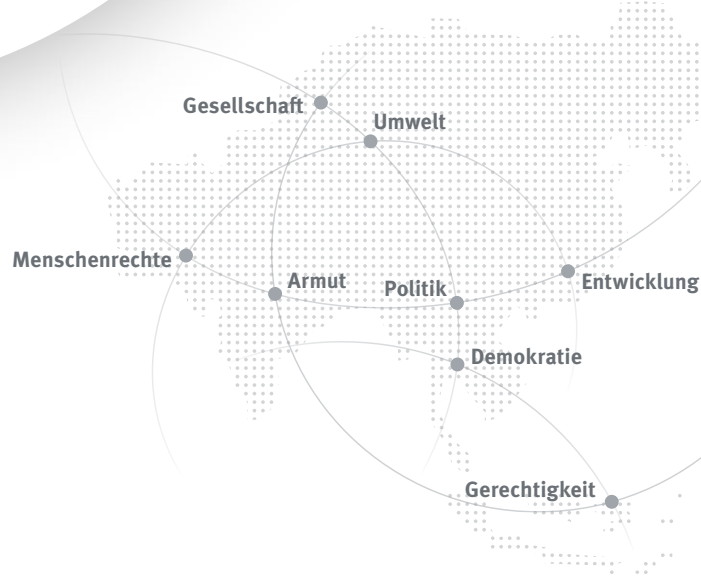 Gesellschaft
Umwelt
Menschenrechte
Armut
Politik
Entwicklung
Demokratie
Gerechtigkeit